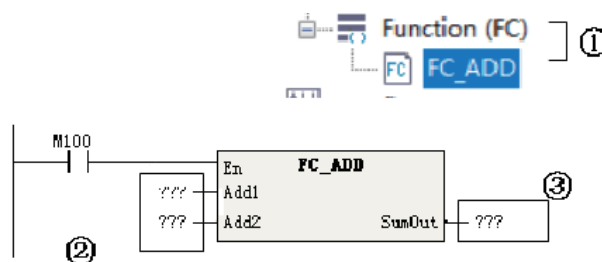 Function (FC)
①
FC FC_ADD
M100
En FC_ADD
??? Add1
③
??? Add2 SumOut ???
②